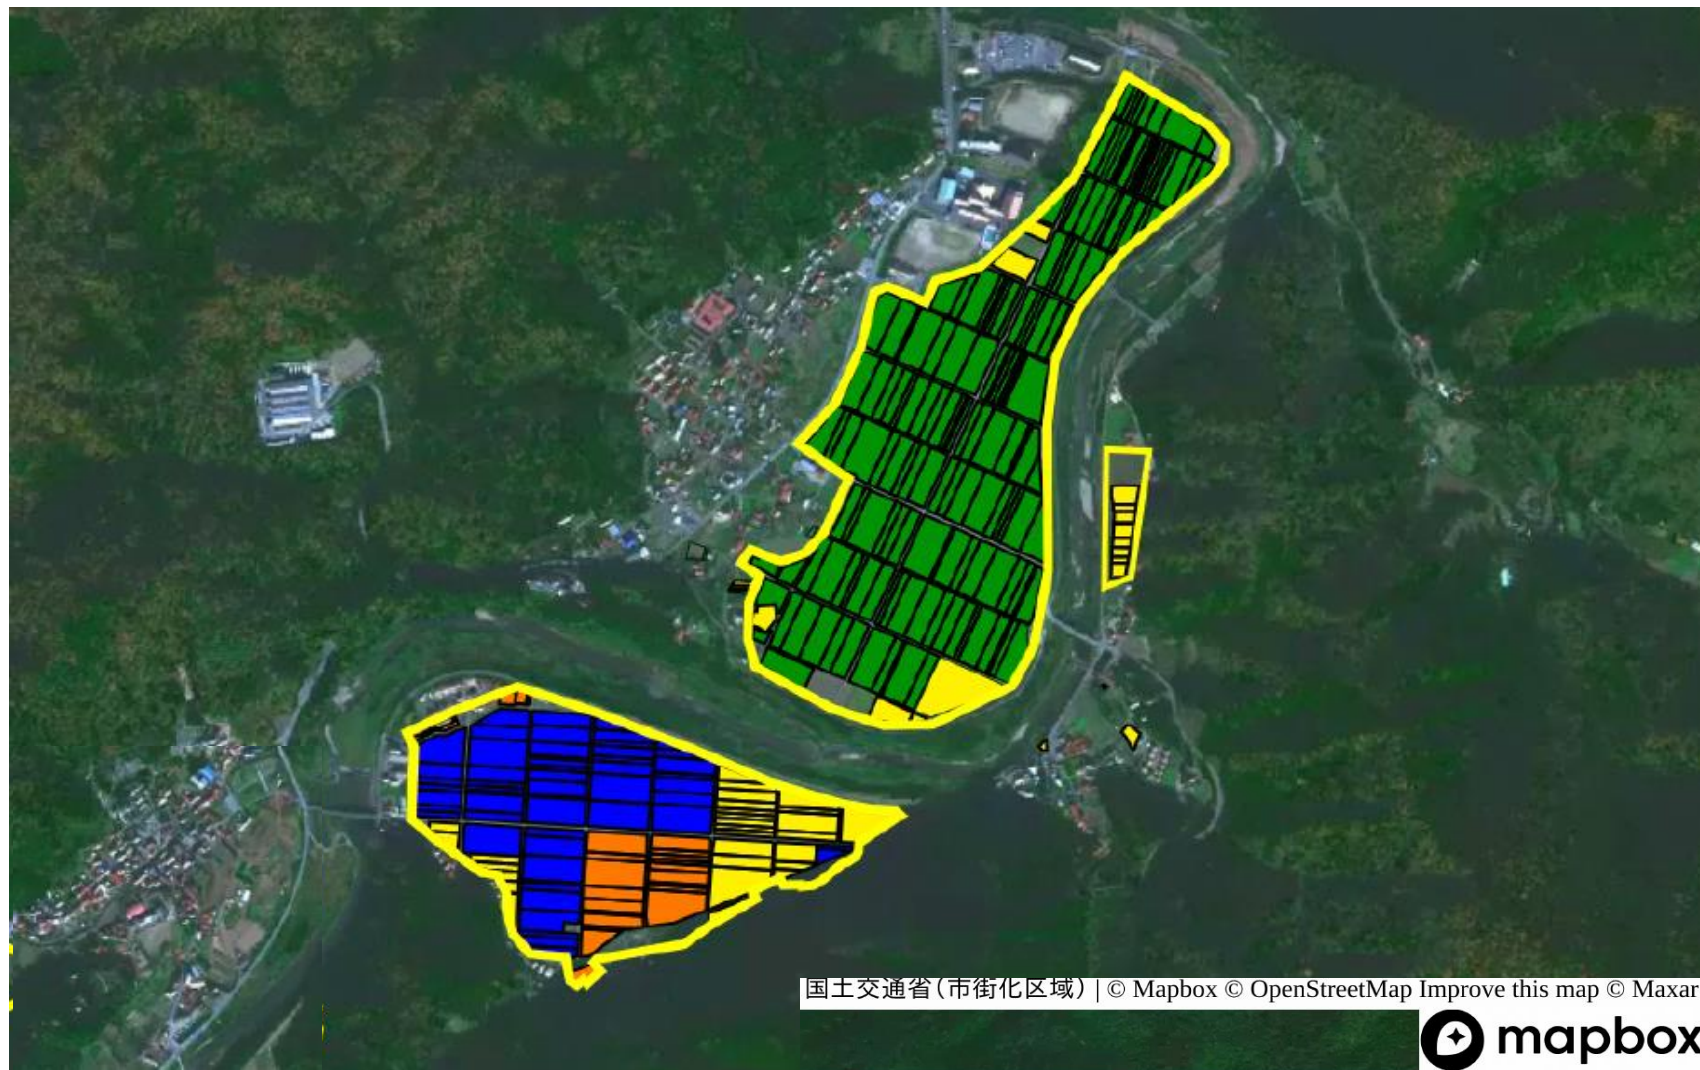 国土交通省（市街化区域） | © Mapbox © OpenStreetMap Improve this map © Maxar
mapbox